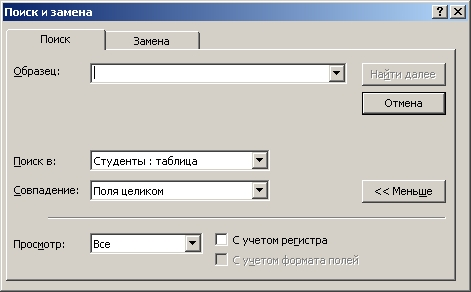 Поиск и замена
Поиск
Замена
Образец:
Найти далее
Отмена
Поиск в:
Студенты : таблица
Совпадение:
Поля целиком
<< Меньше
Просмотр:
Все
С учетом регистра
С учетом формата полей